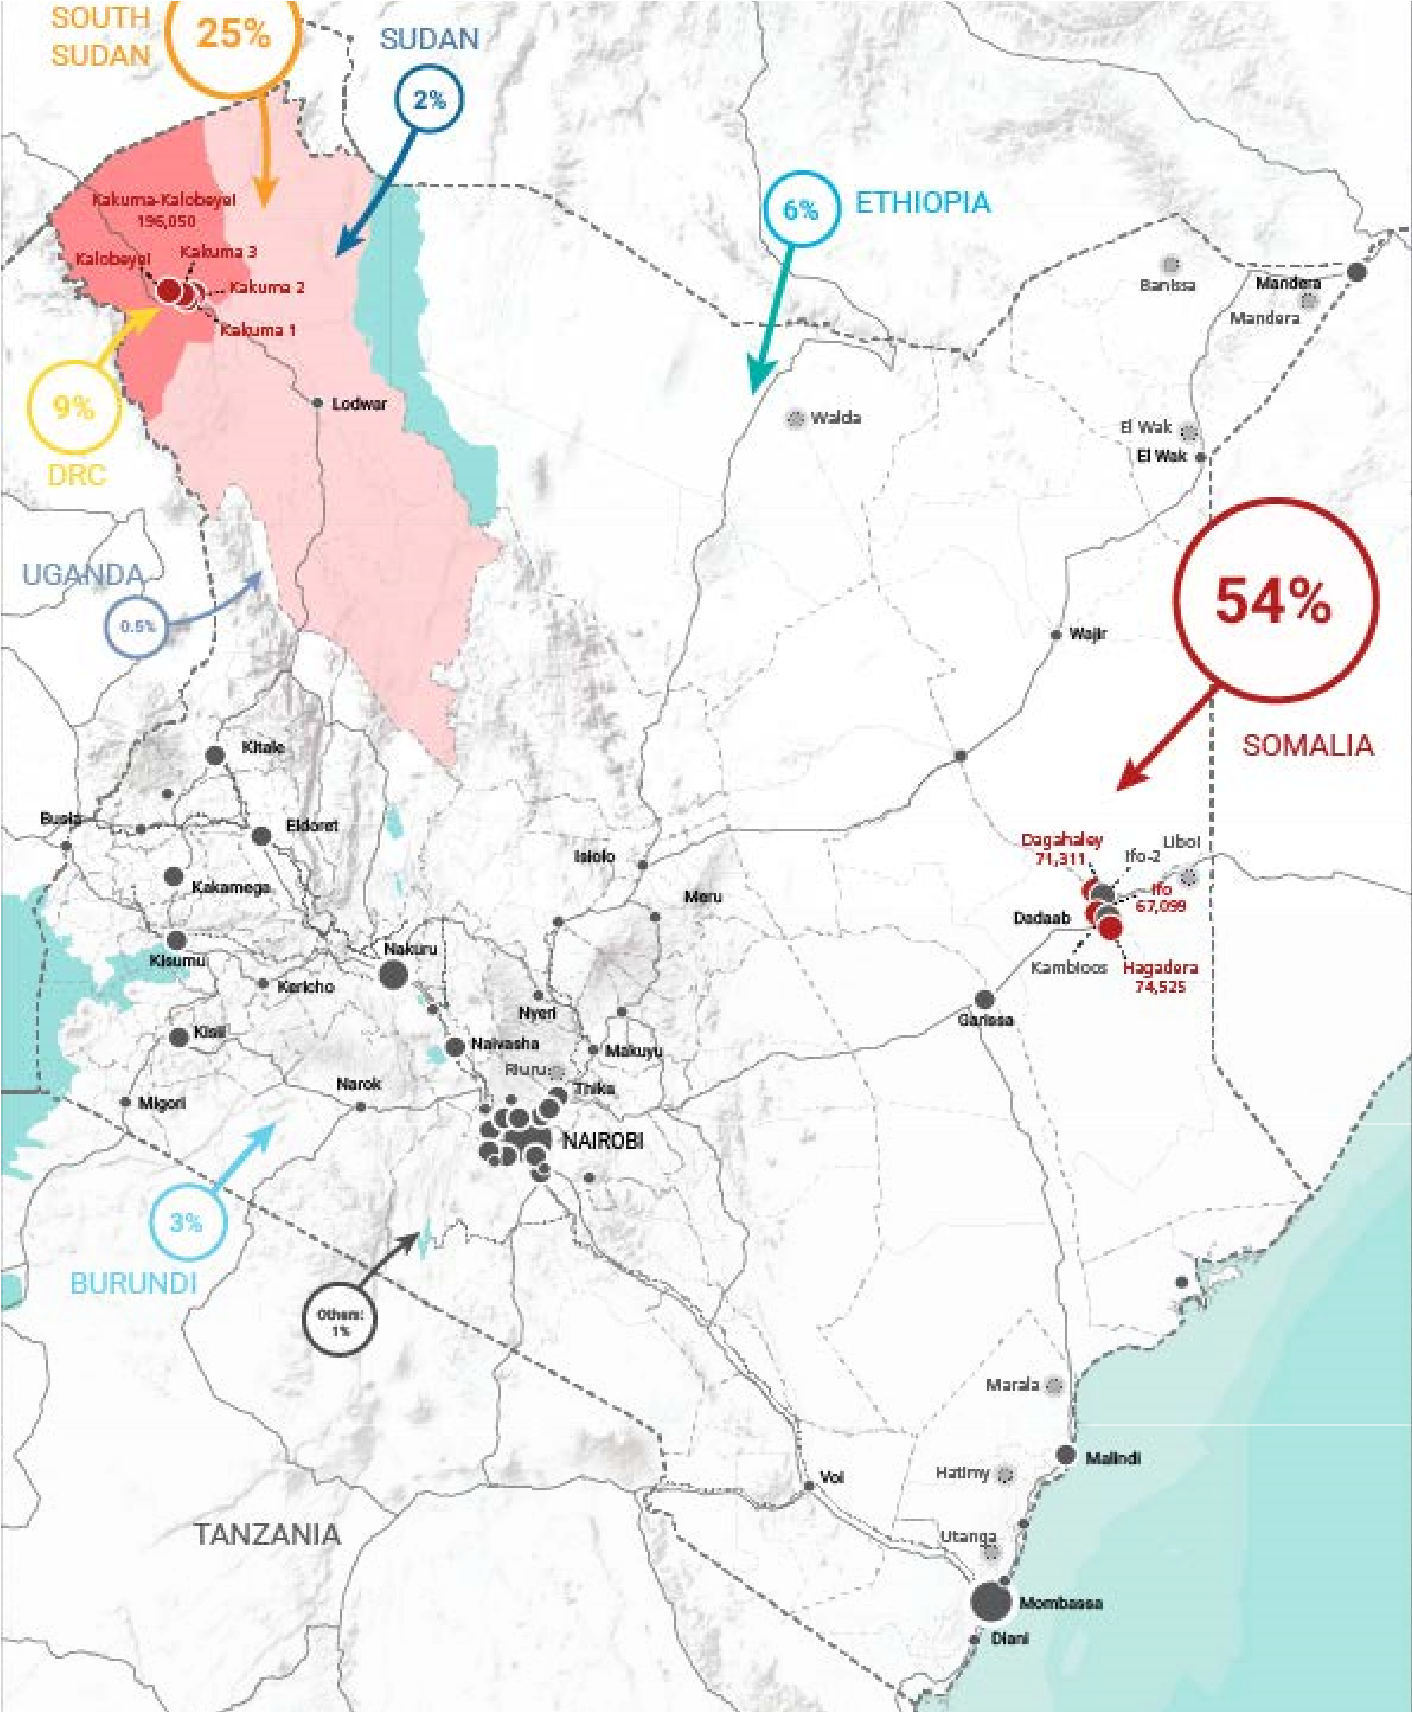 SOUTH
SUDAN
25%
SUDAN
2%
6%
ETHIOPIA
Kakuma-Kalobeyei
196,050
Kalobeyei
Kakuma 3
Kakuma 2
Kakuma 1
Banissa
Mandera
Mandera
9%
DRC
Lodwar
Walda
El Wak
El Wak
54%
SOMALIA
UGANDA
0.5%
Wajir
Kitale
Busia
Eldoret
Kakamega
Isiolo
Meru
Dagahaley
71,311
Ifo-2
Liboi
Ifo
67,099
Dadaab
Kambioos
Hagadera
74,525
Kisumu
Nakuru
Kericho
Kisii
Nyeri
Garissa
Naivasha
Makuyu
Ruiru
Thika
Narok
Migori
NAIROBI
3%
BURUNDI
Others:
1%
Marala
Malindi
Hatimy
Voi
Utanga
TANZANIA
Mombassa
Diani